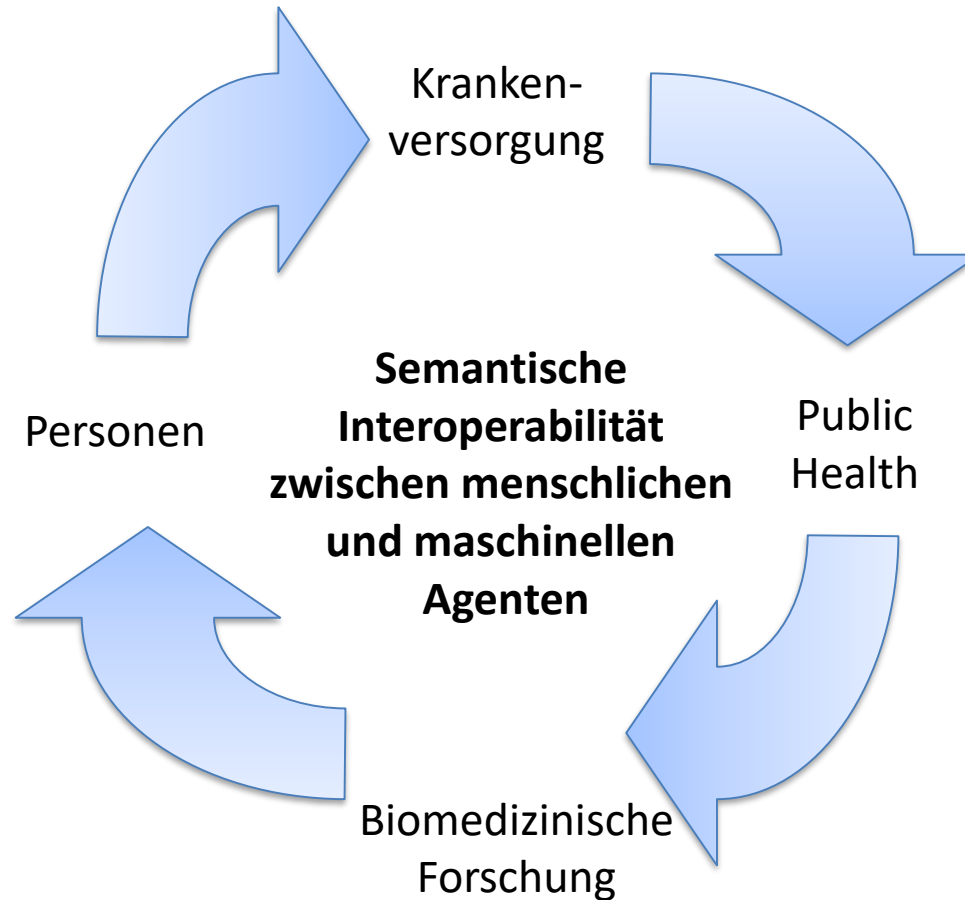 Kranken-
versorgung
Semantische
Interoperabilität
zwischen menschlichen
und maschinellen
Agenten
Personen
Public
Health
Biomedizinische
Forschung